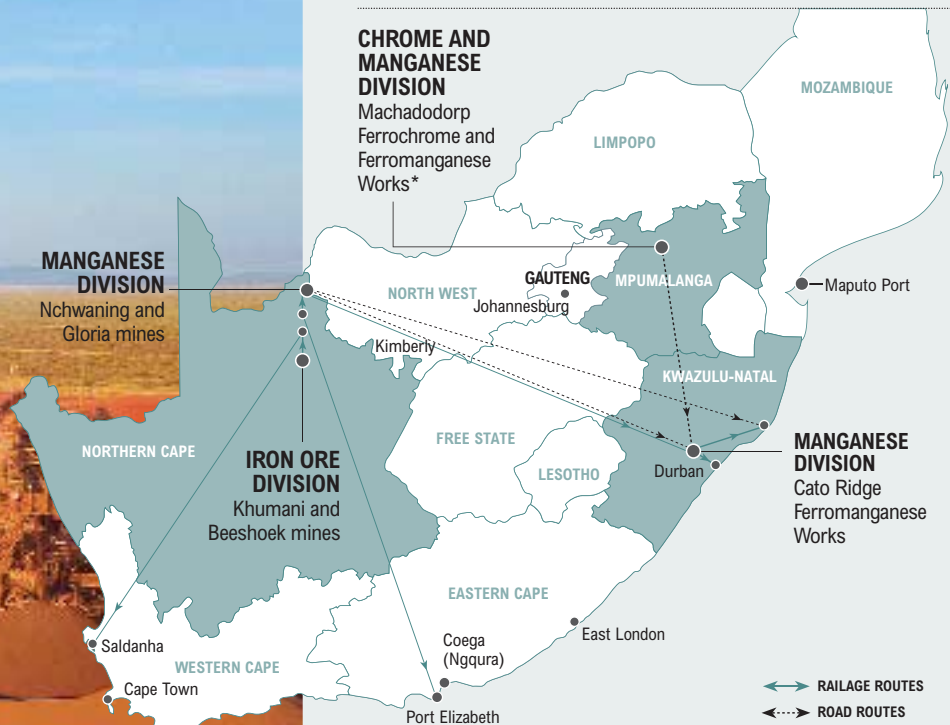 CHROME AND
MANGANESE
DIVISION
Machadodorp
Ferrochrome and
Ferromanganese
Works*
MOZAMBIQUE
LIMPOPO
MANGANESE
DIVISION
Nchwaning and
Gloria mines
NORTH WEST
GAUTENG
Johannesburg
MPUMALANGA
Maputo Port
Kimberly
KWAZULU-NATAL
NORTHERN CAPE
IRON ORE
DIVISION
Khumani and
Beeshoek mines
FREE STATE
LESOTHO
Durban
MANGANESE
DIVISION
Cato Ridge
Ferromanganese
Works
EASTERN CAPE
East London
Saldanha
WESTERN CAPE
Cape Town
Coega
(Ngqura)
Port Elizabeth
RAILAGE ROUTES
ROAD ROUTES